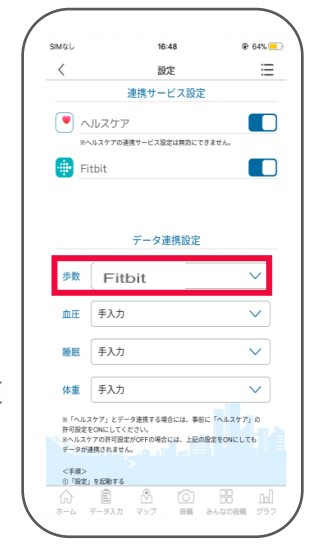 SIMなし 16:48 64%
設定
連携サービス設定
ヘルスケア
※ヘルスケアの連携サービス設定は無効にできません。
Fitbit
データ連携設定
歩数 Fitbit
血圧 手入力
睡眠 手入力
体重 手入力
※「ヘルスケア」とデータ連携する場合には、事前に「ヘルスケア」の
許可設定をONにしてください。
※ヘルスケアの許可設定がOFFの場合には、上記の設定をONにしても
データが連携されません。
<手順>
①「設定」を起動する
ホーム データ入力 マップ 投稿 みんなの投稿 グラフ